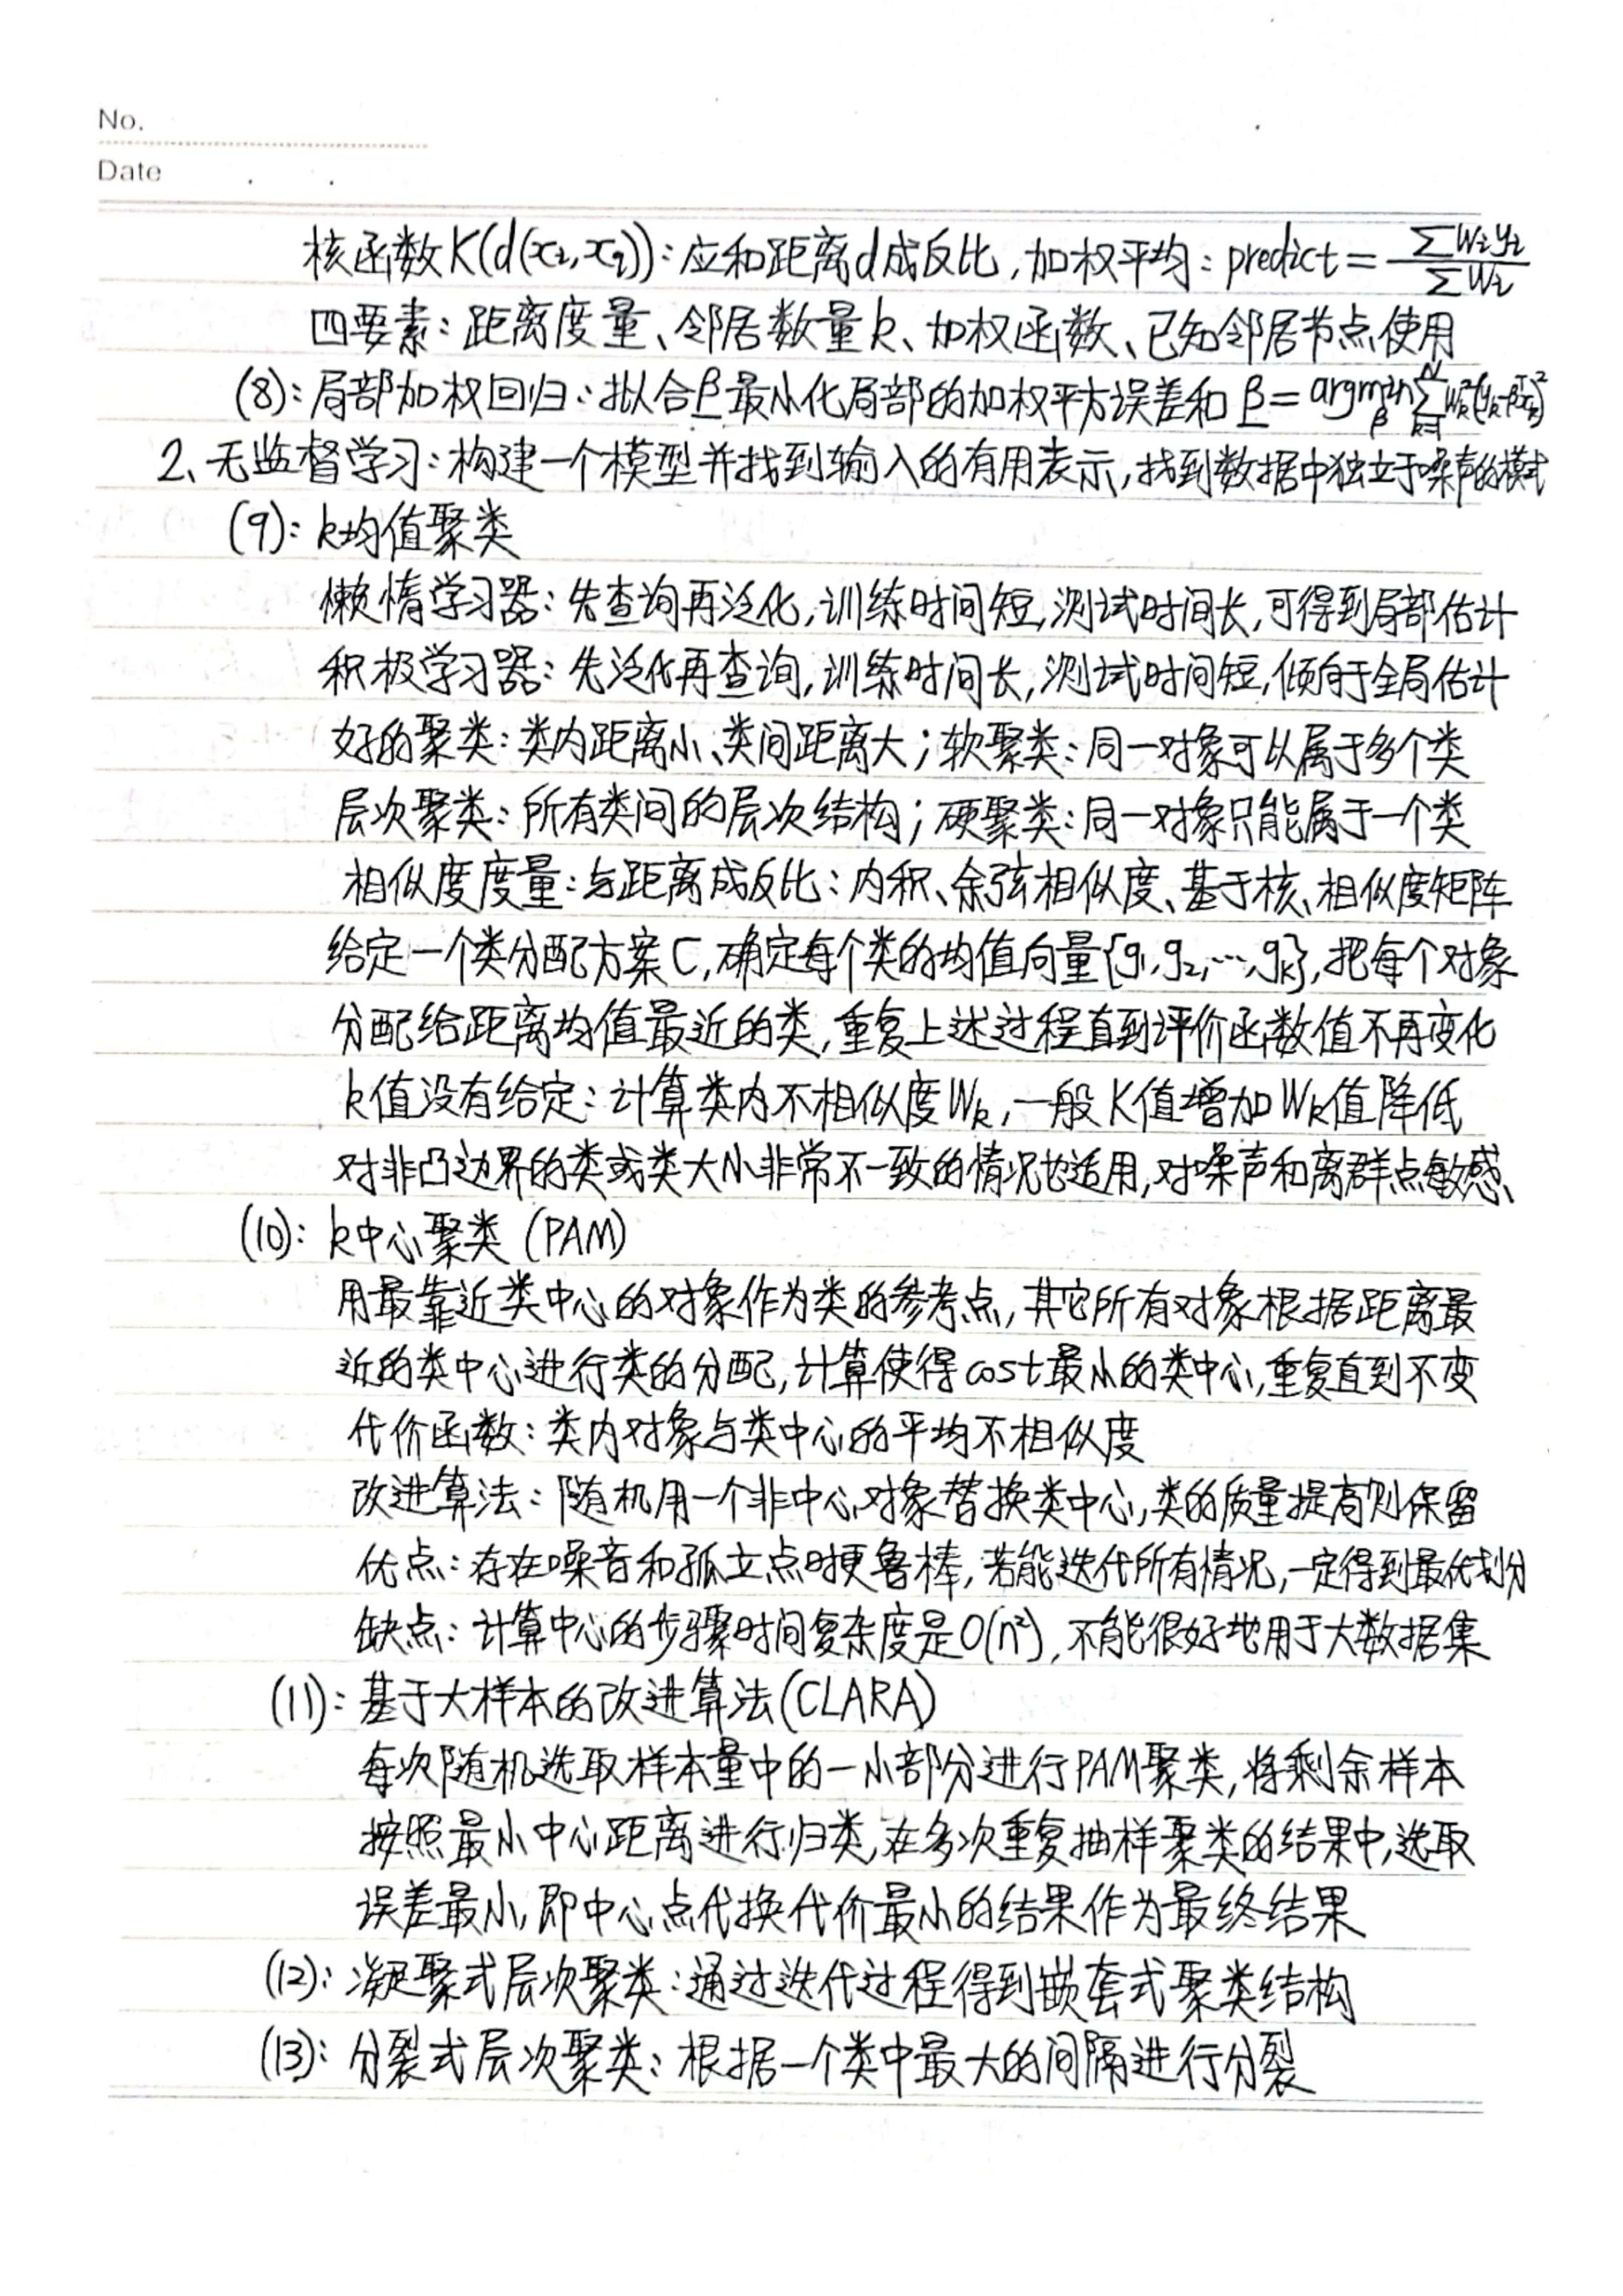 No.
Date
核函数K(d(xᵢ,x_q)):应和距离d成反比,加权平均:predict=∑wᵢyᵢ/∑wᵢ
四要素:距离度量、邻居数量k、加权函数、已知邻居节点使用
(8):局部加权回归:拟合β最小化局部的加权平方误差和 β=argmin_β∑_{k=1}^N w_k²(y_k-βᵀx_k)²
2、无监督学习:构建一个模型并找到输入的有用表示,找到数据中独立于噪声的模式
(9):k均值聚类
懒惰学习器:先查询再泛化,训练时间短,测试时间长,可得到局部估计
积极学习器:先泛化再查询,训练时间长,测试时间短,倾向于全局估计
好的聚类:类内距离小、类间距离大;软聚类:同一对象可以属于多个类
层次聚类:所有类间的层次结构;硬聚类:同一对象只能属于一个类
相似度度量:与距离成反比:内积、余弦相似度、基于核、相似度矩阵
给定一个类分配方案C,确定每个类的均值向量{g₁,g₂,…,g_k},把每个对象
分配给距离均值最近的类,重复上述过程直到评价函数值不再变化
k值没有给定:计算类内不相似度W_k,一般K值增加W_k值降低
对非凸边界的类或类大小非常不一致的情况也适用,对噪声和离群点敏感、
(10):k中心聚类(PAM)
用最靠近类中心的对象作为类的参考点,其它所有对象根据距离最
近的类中心进行类的分配,计算使得cost最小的类中心,重复直到不变
代价函数:类内对象与类中心的平均不相似度
改进算法:随机用一个非中心对象替换类中心,类的质量提高则保留
优点:存在噪音和孤立点时更鲁棒,若能迭代所有情况,一定得到最优划分
缺点:计算中心的步骤时间复杂度是O(n²),不能很好地用于大数据集
(11):基于大样本的改进算法(CLARA)
每次随机选取样本量中的一小部分进行PAM聚类,将剩余样本
按照最小中心距离进行归类,在多次重复抽样聚类的结果中,选取
误差最小,即中心点代换代价最小的结果作为最终结果
(12):凝聚式层次聚类:通过迭代过程得到嵌套式聚类结构
(13):分裂式层次聚类:根据一个类中最大的间隔进行分裂